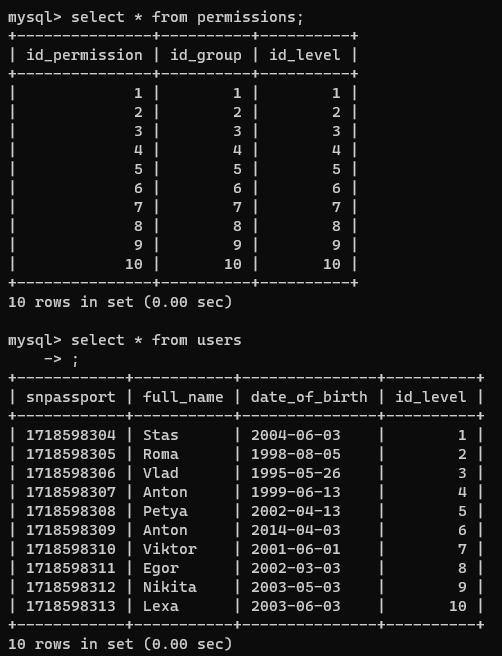 mysql> select * from permissions;
+---------------+----------+----------+
| id_permission | id_group | id_level |
+---------------+----------+----------+
|             1 |        1 |        1 |
|             2 |        2 |        2 |
|             3 |        3 |        3 |
|             4 |        4 |        4 |
|             5 |        5 |        5 |
|             6 |        6 |        6 |
|             7 |        7 |        7 |
|             8 |        8 |        8 |
|             9 |        9 |        9 |
|            10 |       10 |       10 |
+---------------+----------+----------+
10 rows in set (0.00 sec)

mysql> select * from users
    -> ;
+------------+-----------+---------------+----------+
| snpassport | full_name | date_of_birth | id_level |
+------------+-----------+---------------+----------+
| 1718598304 | Stas      | 2004-06-03    |        1 |
| 1718598305 | Roma      | 1998-08-05    |        2 |
| 1718598306 | Vlad      | 1995-05-26    |        3 |
| 1718598307 | Anton     | 1999-06-13    |        4 |
| 1718598308 | Petya     | 2002-04-13    |        5 |
| 1718598309 | Anton     | 2014-04-03    |        6 |
| 1718598310 | Viktor    | 2001-06-01    |        7 |
| 1718598311 | Egor      | 2002-03-03    |        8 |
| 1718598312 | Nikita    | 2003-05-03    |        9 |
| 1718598313 | Lexa      | 2003-06-03    |       10 |
+------------+-----------+---------------+----------+
10 rows in set (0.00 sec)